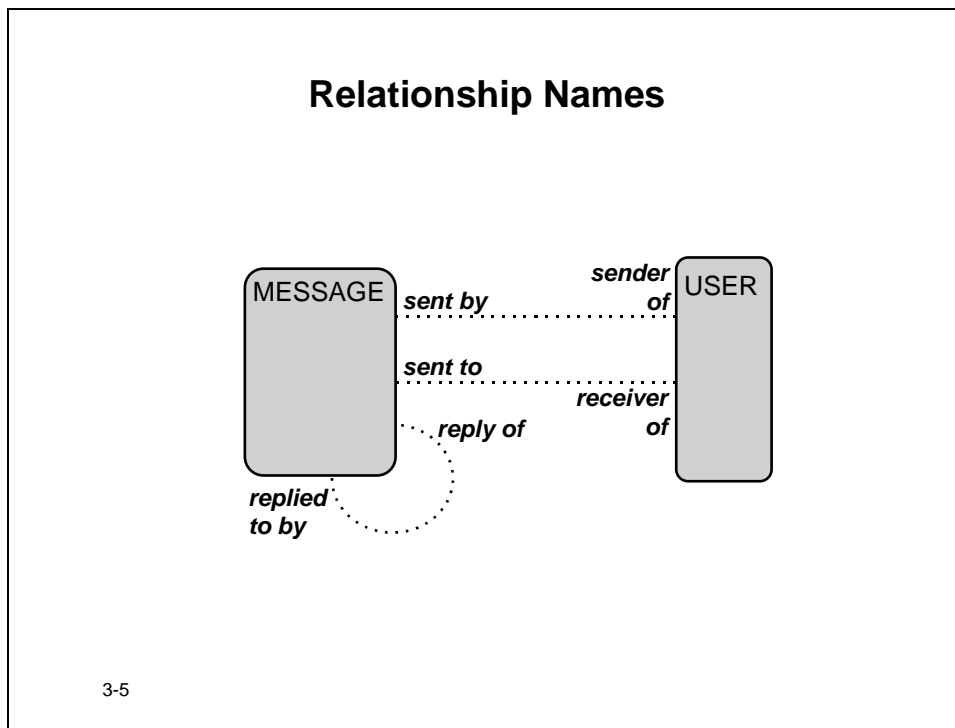 Relationship Names
MESSAGE
sent by
sender
of
USER
sent to
receiver
of
reply of
replied
to by
3-5